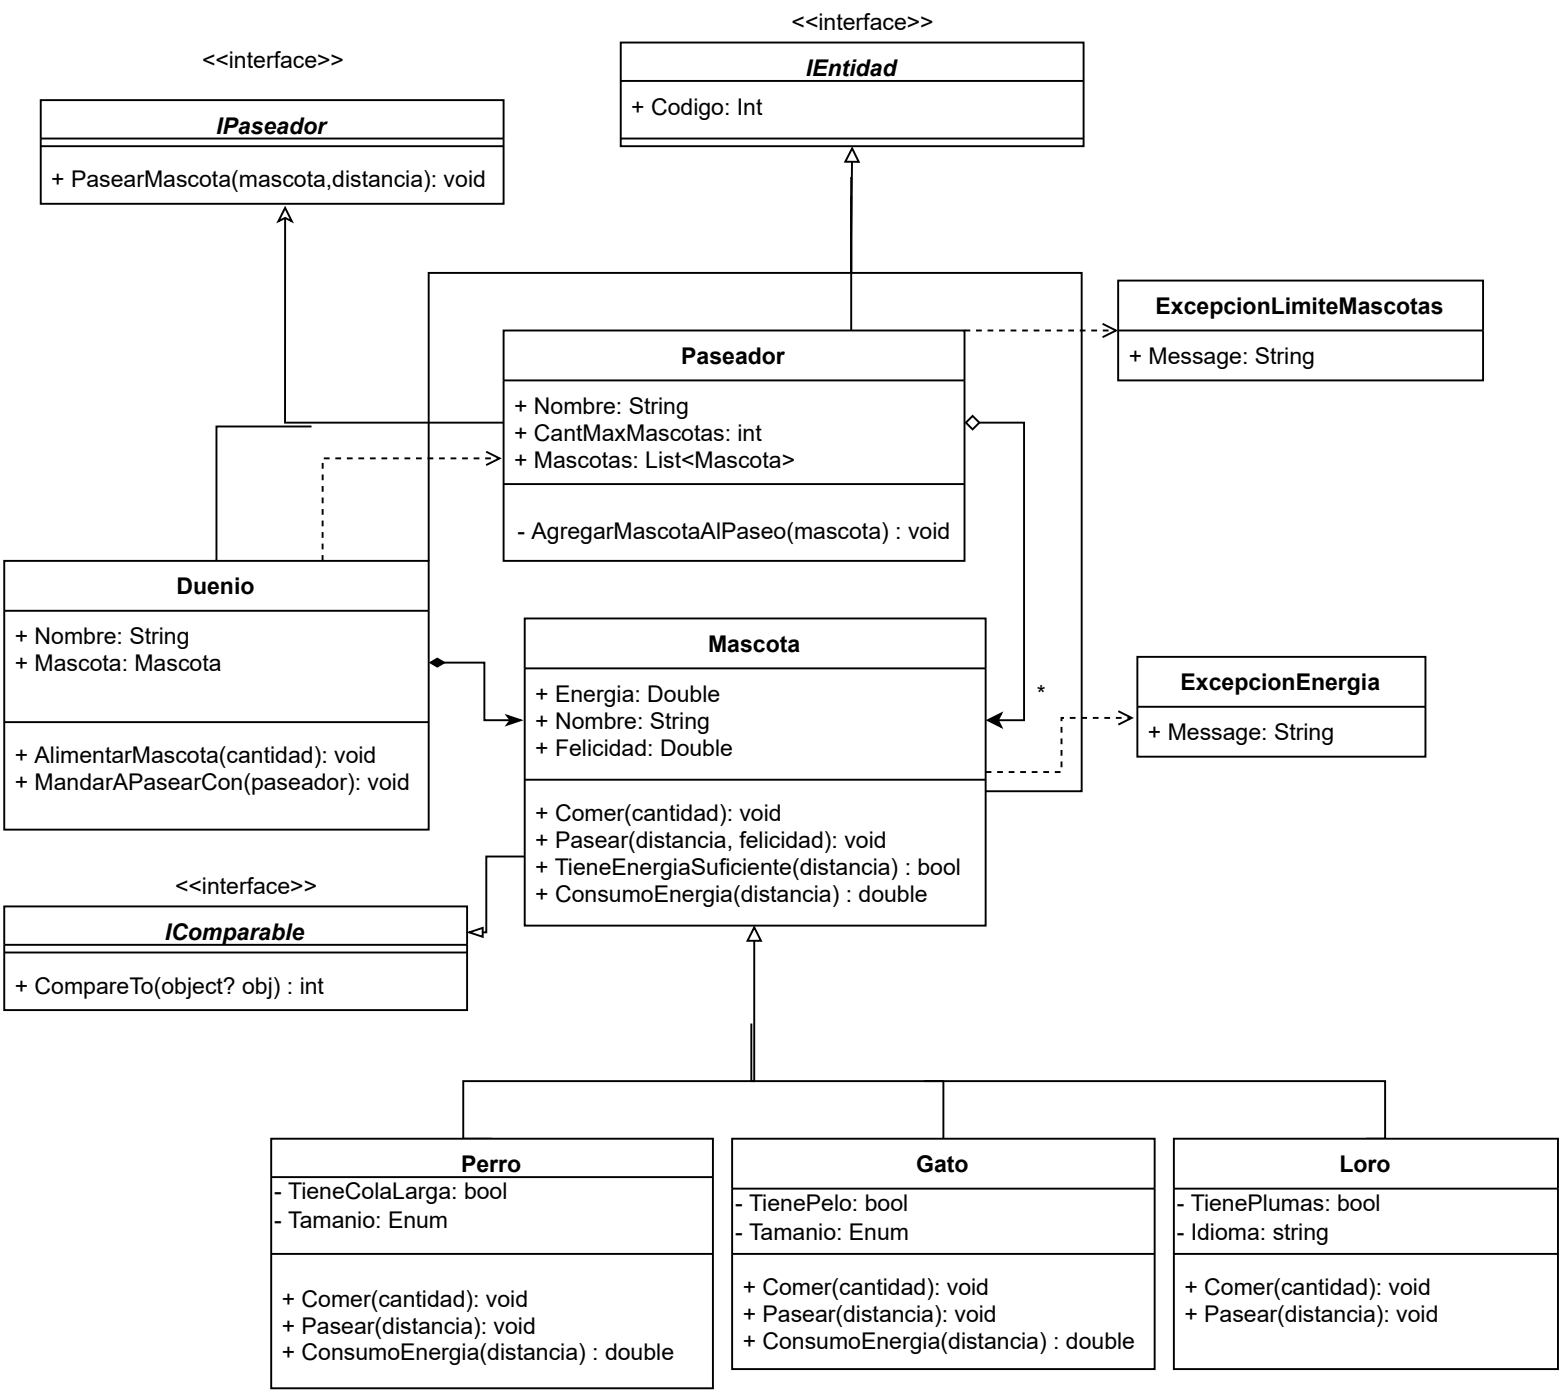 <<interface>>
IEntidad
+ Codigo: Int
<<interface>>
IPaseador
+ PasearMascota(mascota,distancia): void
ExcepcionLimiteMascotas
+ Message: String
Paseador
+ Nombre: String
+ CantMaxMascotas: int
+ Mascotas: List<Mascota>
- AgregarMascotaAlPaseo(mascota) : void
Duenio
+ Nombre: String
+ Mascota: Mascota
+ AlimentarMascota(cantidad): void
+ MandarAPasearCon(paseador): void
Mascota
+ Energia: Double
+ Nombre: String
+ Felicidad: Double
+ Comer(cantidad): void
+ Pasear(distancia, felicidad): void
+ TieneEnergiaSuficiente(distancia) : bool
+ ConsumoEnergia(distancia) : double
*
ExcepcionEnergia
+ Message: String
<<interface>>
IComparable
+ CompareTo(object? obj) : int
Perro
- TieneColaLarga: bool
- Tamanio: Enum
+ Comer(cantidad): void
+ Pasear(distancia): void
+ ConsumoEnergia(distancia) : double
Gato
- TienePelo: bool
- Tamanio: Enum
+ Comer(cantidad): void
+ Pasear(distancia): void
+ ConsumoEnergia(distancia) : double
Loro
- TienePlumas: bool
- Idioma: string
+ Comer(cantidad): void
+ Pasear(distancia): void